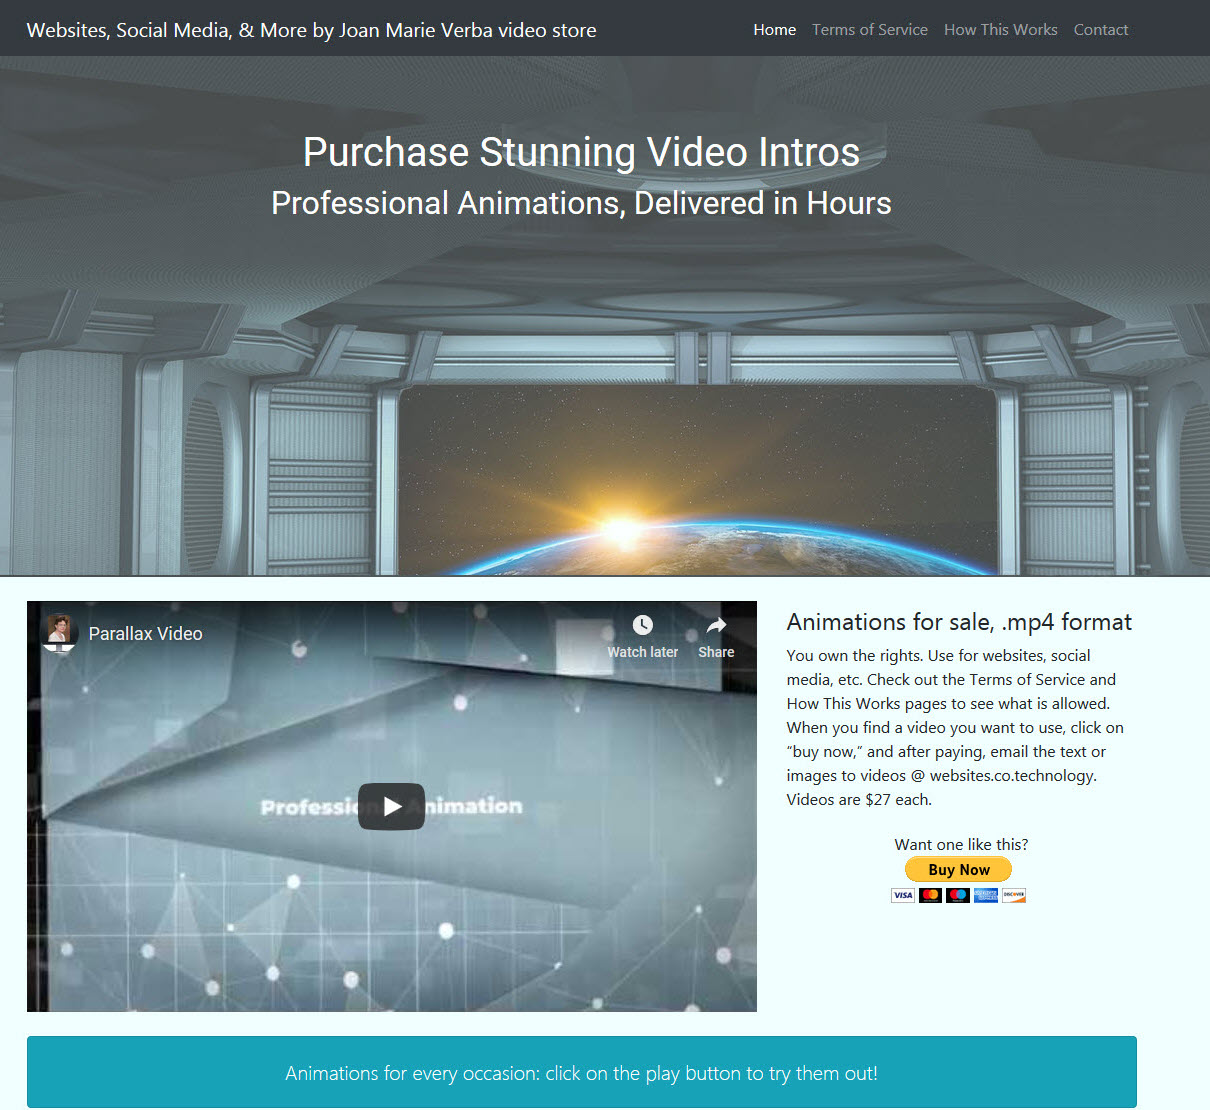 Websites, Social Media, & More by Joan Marie Verba video store
Home Terms of Service How This Works Contact
Purchase Stunning Video Intros
Professional Animations, Delivered in Hours
Parallax Video
Watch later Share
Animations for sale, .mp4 format
You own the rights. Use for websites, social
media, etc. Check out the Terms of Service and
How This Works pages to see what is allowed.
When you find a video you want to use, click on
“buy now,” and after paying, email the text or
images to videos @ websites.co.technology.
Videos are $27 each.
Want one like this?
Buy Now
VISA DISCOVER
Animations for every occasion: click on the play button to try them out!